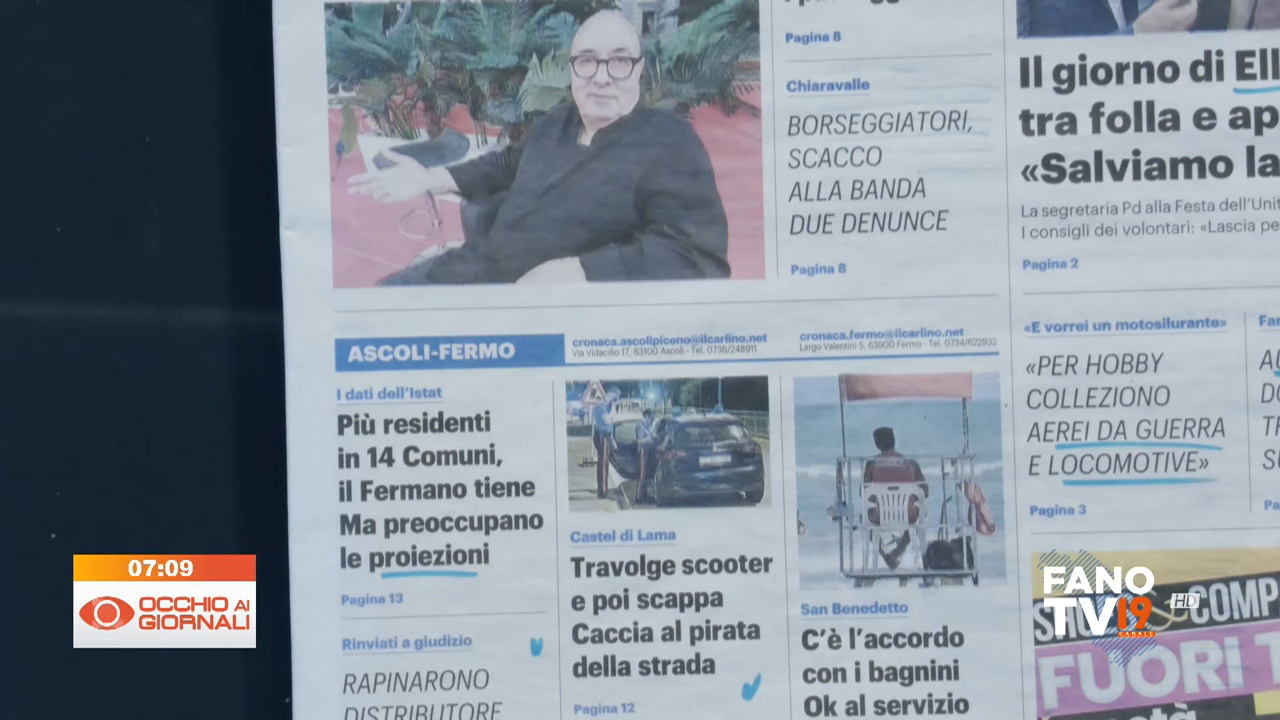 Pagina 8
Chiaravalle
BORSEGGIATORI,
SCACCO
ALLA BANDA
DUE DENUNCE
Pagina 8
Il giorno di Ell
tra folla e ap
«Salviamo la
La segretaria Pd alla Festa dell'Unit
I consigli dei volontari: «Lascia pe
Pagina 2
ASCOLI-FERMO
cronaca.ascolipiceno@ilcarlino.net
Via Vidacilio 17, 63100 Ascoli - Tel. 0736/248911
cronaca.fermo@ilcarlino.net
Largo Valentini 5, 63900 Fermo - Tel. 0734/622932
I dati dell'Istat
Più residenti
in 14 Comuni,
il Fermano tiene
Ma preoccupano
le proiezioni
Pagina 13
Rinviati a giudizio
RAPINARONO
DISTRIBUTORE
Castel di Lama
Travolge scooter
e poi scappa
Caccia al pirata
della strada
Pagina 12
San Benedetto
C'è l'accordo
con i bagnini
Ok al servizio
«E vorrei un motosilurante»
«PER HOBBY
COLLEZIONO
AEREI DA GUERRA
E LOCOMOTIVE»
Pagina 3
COMP
FUORI T
07:09
OCCHIO AI
GIORNALI
FANO
TV19
HD
CANALE